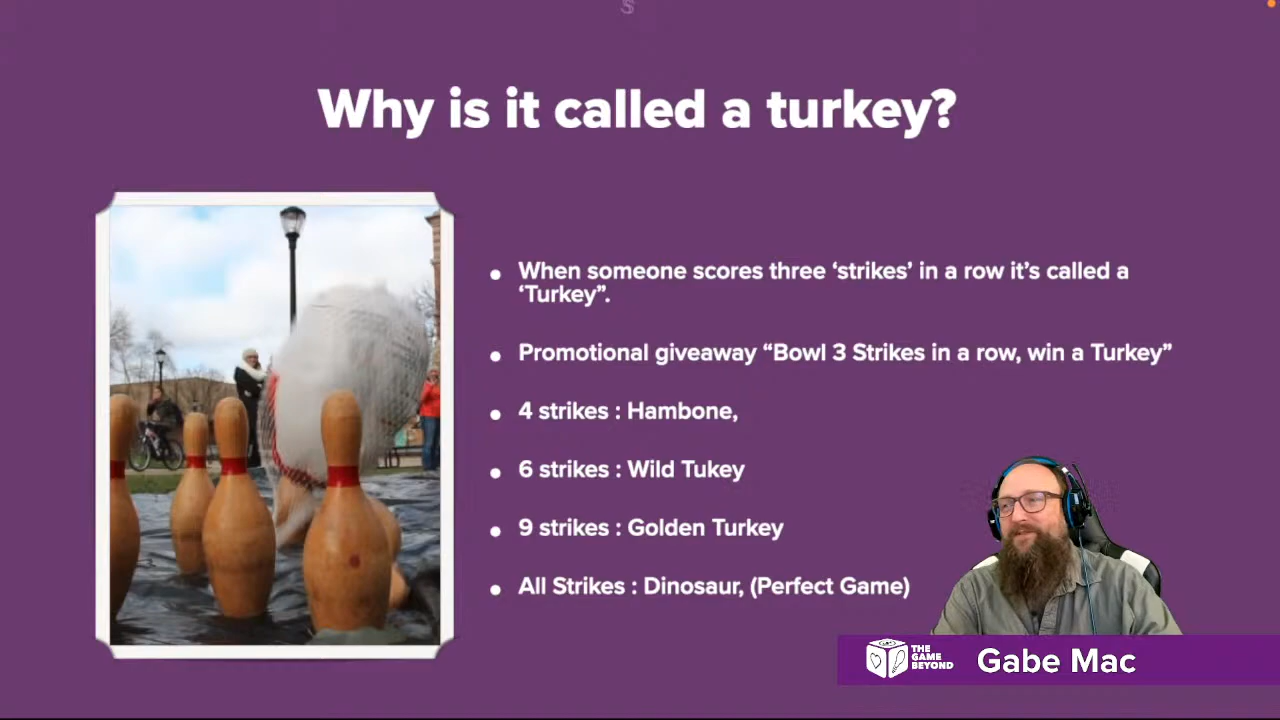 S
Why is it called a turkey?
• When someone scores three ‘strikes’ in a row it’s called a
‘Turkey”.
• Promotional giveaway “Bowl 3 Strikes in a row, win a Turkey”
• 4 strikes : Hambone,
• 6 strikes : Wild Tukey
• 9 strikes : Golden Turkey
• All Strikes : Dinosaur, (Perfect Game)
THE
GAME
BEYOND
Gabe Mac